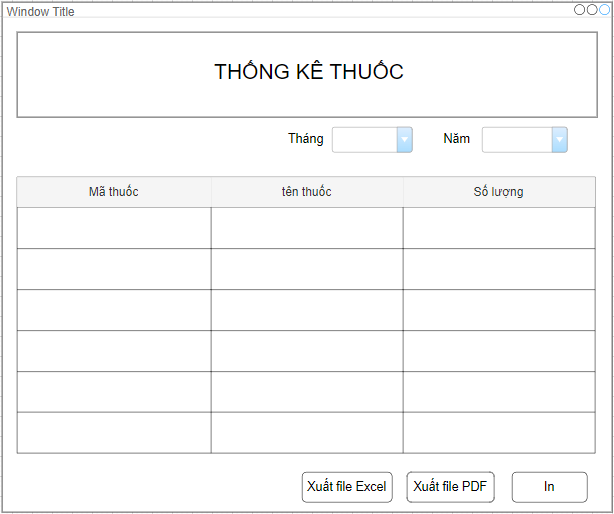 Window Title
THỐNG KÊ THUỐC
Tháng Năm
Mã thuốc tên thuốc Số lượng
Xuất file Excel Xuất file PDF In